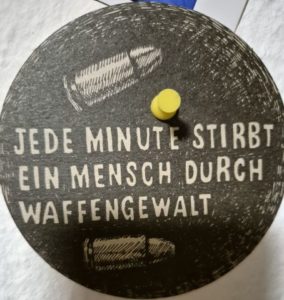 JEDE MINUTE STIRBT
EIN MENSCH DURCH
WAFFENGEWALT